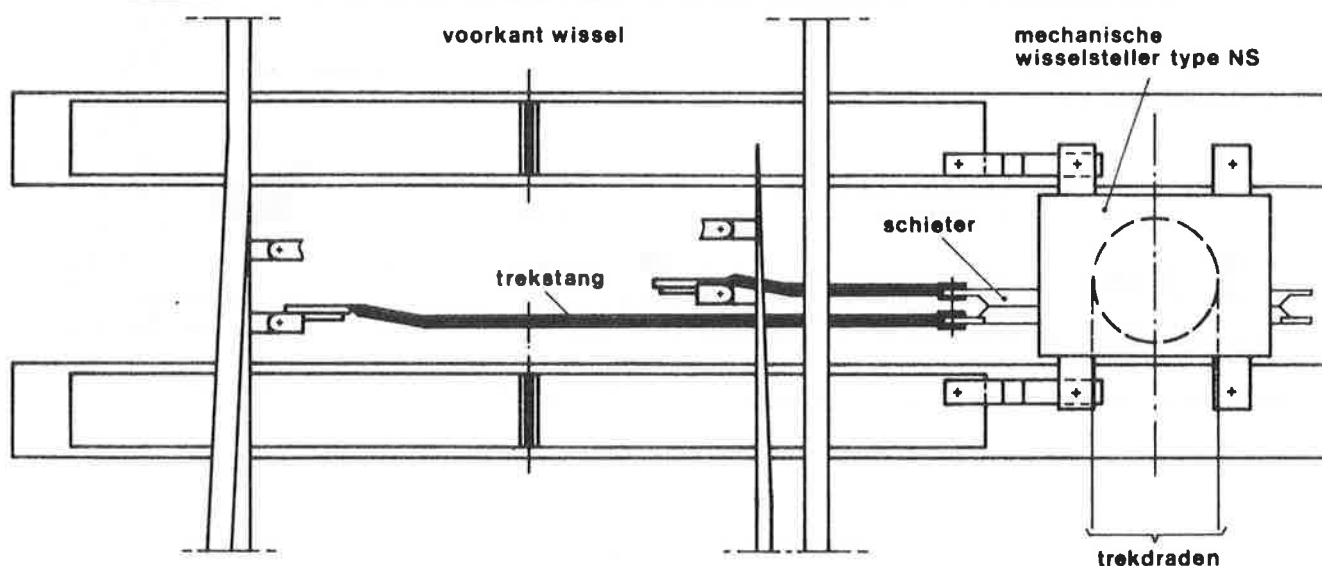 voorkant wissel
mechanische
wisselsteller type NS
schieter
trekstang
trekdraden